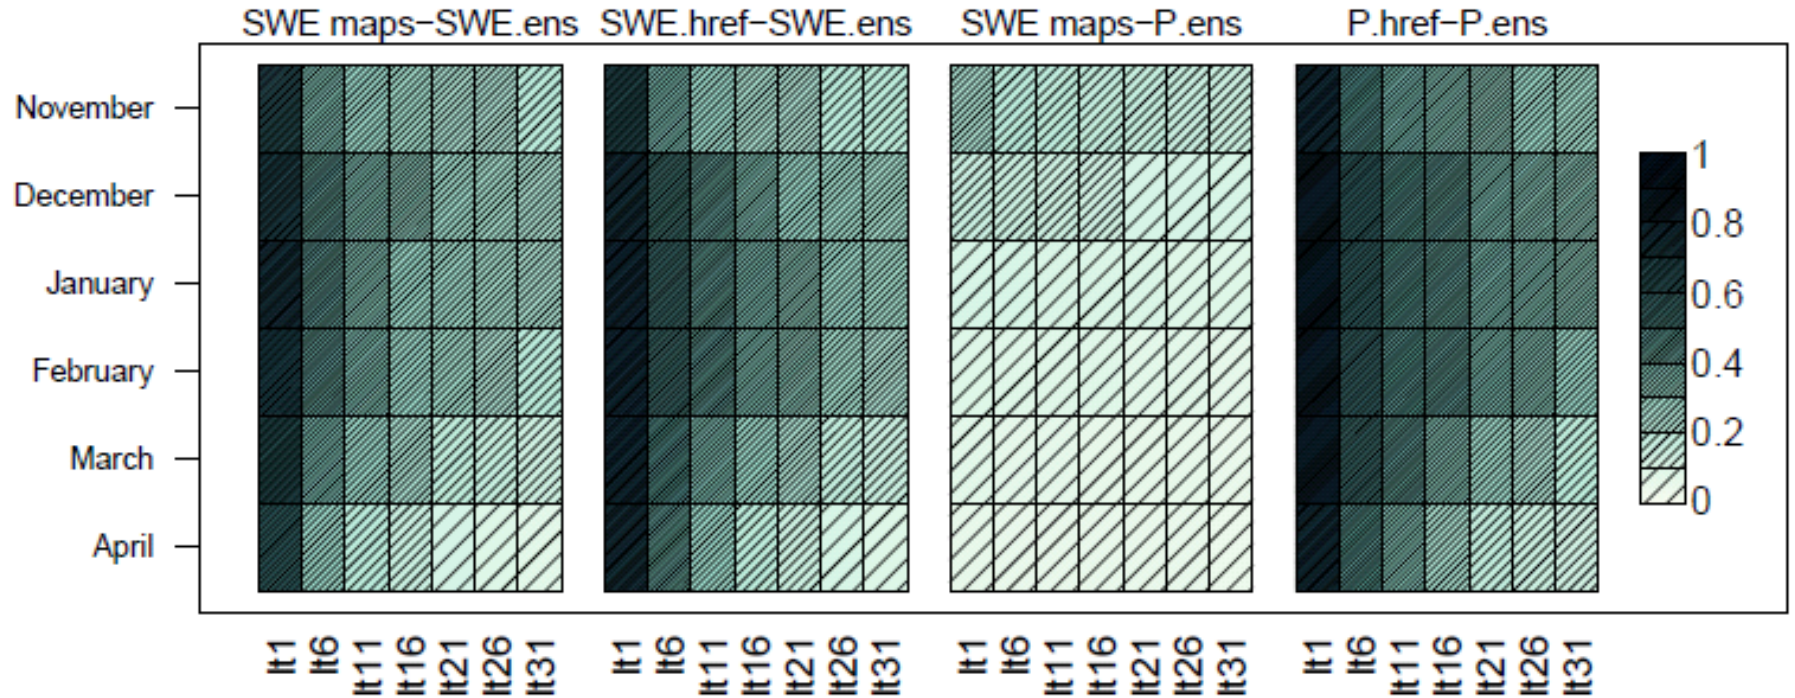 SWE maps−SWE.ens SWE.href−SWE.ens SWE maps−P.ens P.href−P.ens
November
December
January
February
March
April
1
0.8
0.6
0.4
0.2
0
lt1 lt6 lt11 lt16 lt21 lt26 lt31 lt1 lt6 lt11 lt16 lt21 lt26 lt31 lt1 lt6 lt11 lt16 lt21 lt26 lt31 lt1 lt6 lt11 lt16 lt21 lt26 lt31